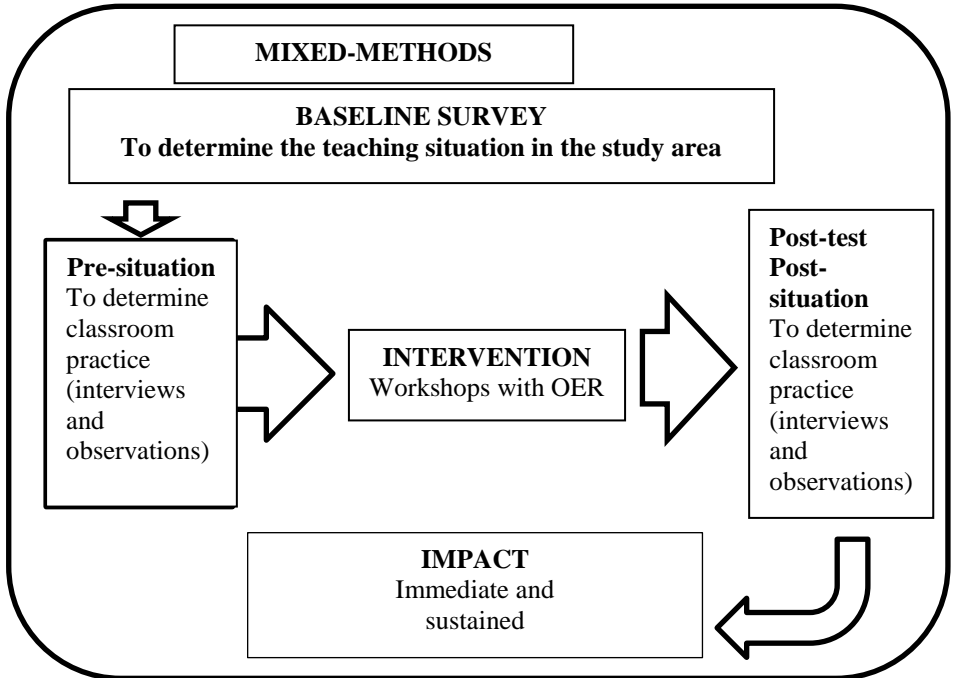 MIXED-METHODS
BASELINE SURVEY
To determine the teaching situation in the study area
Pre-situation
To determine
classroom
practice
(interviews
and
observations)
INTERVENTION
Workshops with OER
Post-test
Post-
situation
To determine
classroom
practice
(interviews
and
observations)
IMPACT
Immediate and
sustained